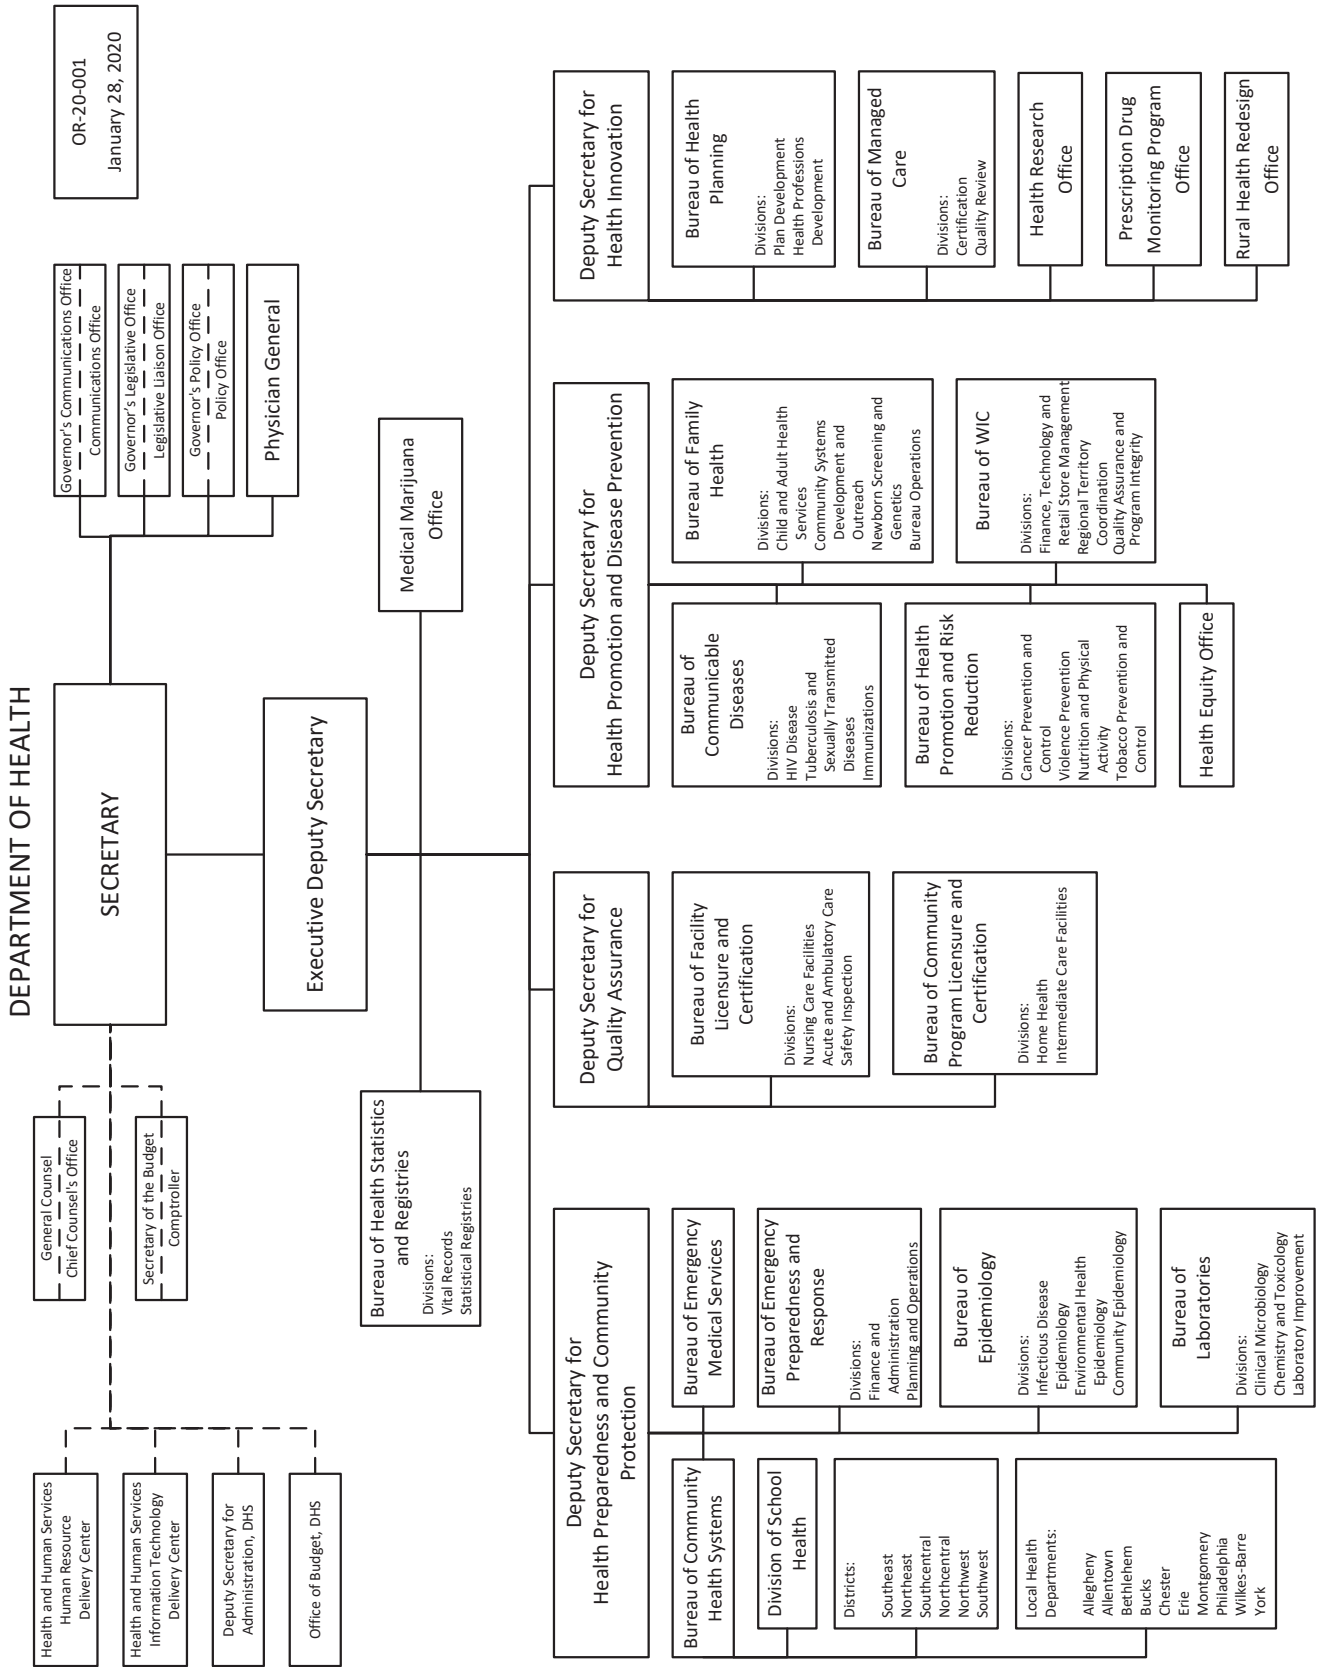 DEPARTMENT OF HEALTH
OR-20-001
January 28, 2020
SECRETARY
Health and Human Services
Human Resource
Delivery Center
Health and Human Services
Information Technology
Delivery Center
Deputy Secretary for
Administration, DHS
Office of Budget, DHS
General Counsel
Chief Counsel's Office
Secretary of the Budget
Comptroller
Governor's Communications Office
Communications Office
Governor's Legislative Office
Legislative Liaison Office
Governor's Policy Office
Policy Office
Physician General
Executive Deputy Secretary
Bureau of Health Statistics
and Registries
Divisions:
Vital Records
Statistical Registries
Medical Marijuana
Office
Deputy Secretary for
Health Preparedness and Community
Protection
Bureau of Community
Health Systems
Division of School
Health
Districts:
Southeast
Northeast
Southcentral
Northcentral
Northwest
Southwest
Local Health
Departments:
Allegheny
Allentown
Bethlehem
Bucks
Chester
Erie
Montgomery
Philadelphia
Wilkes-Barre
York
Bureau of Emergency
Medical Services
Bureau of Emergency
Preparedness and
Response
Divisions:
Finance and
Administration
Planning and Operations
Bureau of
Epidemiology
Divisions:
Infectious Disease
Epidemiology
Environmental Health
Epidemiology
Community Epidemiology
Bureau of
Laboratories
Divisions:
Clinical Microbiology
Chemistry and Toxicology
Laboratory Improvement
Deputy Secretary for
Quality Assurance
Bureau of Facility
Licensure and
Certification
Divisions:
Nursing Care Facilities
Acute and Ambulatory Care
Safety Inspection
Bureau of Community
Program Licensure and
Certification
Divisions:
Home Health
Intermediate Care Facilities
Deputy Secretary for
Health Promotion and Disease Prevention
Bureau of
Communicable
Diseases
Divisions:
HIV Disease
Tuberculosis and
Sexually Transmitted
Diseases
Immunizations
Bureau of Health
Promotion and Risk
Reduction
Divisions:
Cancer Prevention and
Control
Violence Prevention
Nutrition and Physical
Activity
Tobacco Prevention and
Control
Health Equity Office
Bureau of Family
Health
Divisions:
Child and Adult Health
Services
Community Systems
Development and
Outreach
Newborn Screening and
Genetics
Bureau Operations
Bureau of WIC
Divisions:
Finance, Technology and
Retail Store Management
Regional Territory
Coordination
Quality Assurance and
Program Integrity
Deputy Secretary for
Health Innovation
Bureau of Health
Planning
Divisions:
Plan Development
Health Professions
Development
Bureau of Managed
Care
Divisions:
Certification
Quality Review
Health Research
Office
Prescription Drug
Monitoring Program
Office
Rural Health Redesign
Office